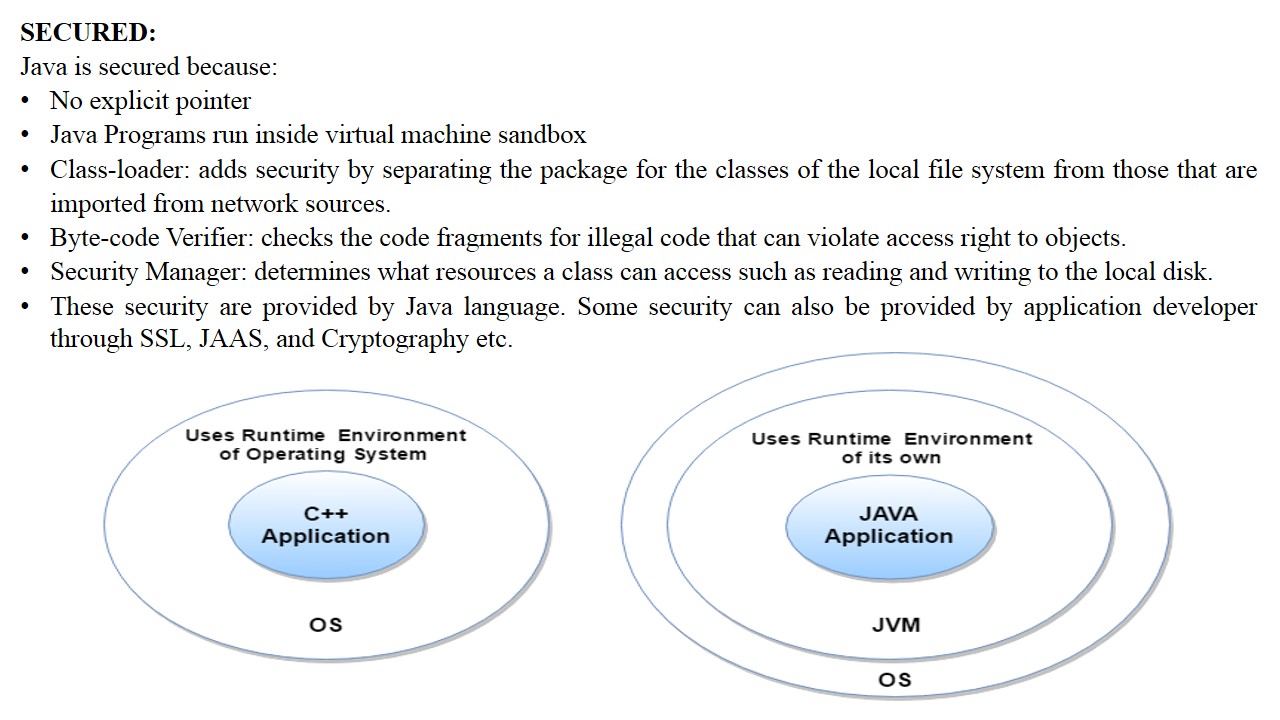 SECURED:
Java is secured because:
• No explicit pointer
• Java Programs run inside virtual machine sandbox
• Class-loader: adds security by separating the package for the classes of the local file system from those that are
imported from network sources.
• Byte-code Verifier: checks the code fragments for illegal code that can violate access right to objects.
• Security Manager: determines what resources a class can access such as reading and writing to the local disk.
• These security are provided by Java language. Some security can also be provided by application developer
through SSL, JAAS, and Cryptography etc.
Uses Runtime Environment
of Operating System
C++
Application
OS
Uses Runtime Environment
of its own
JAVA
Application
JVM
OS